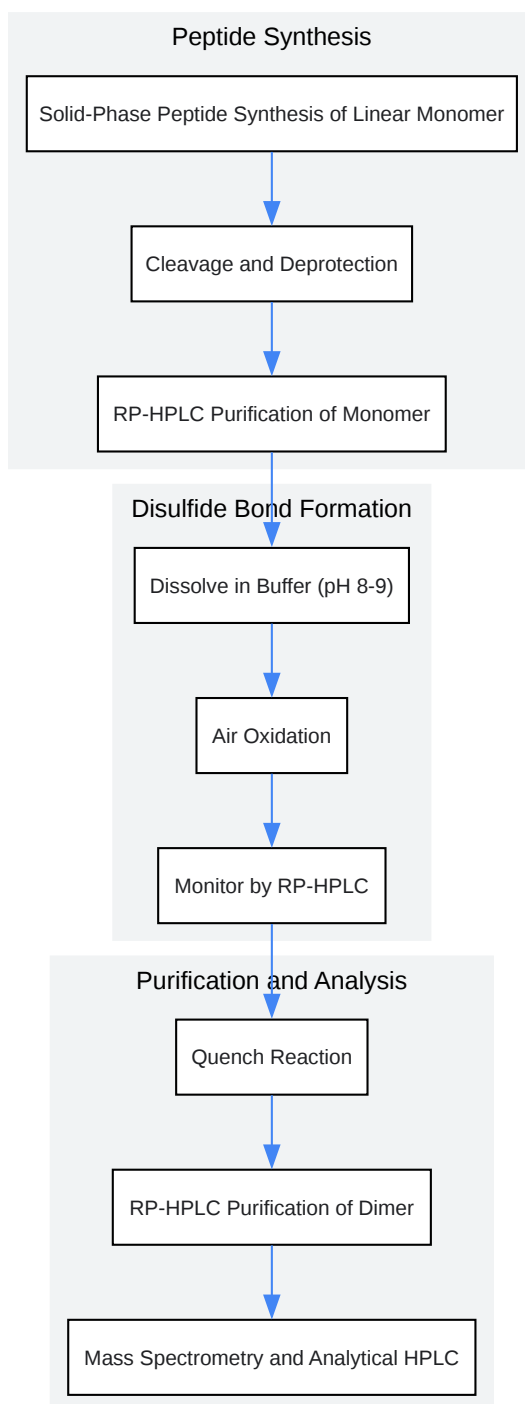 Peptide Synthesis
Solid-Phase Peptide Synthesis of Linear Monomer
Cleavage and Deprotection
RP-HPLC Purification of Monomer
Disulfide Bond Formation
Dissolve in Buffer (pH 8-9)
Air Oxidation
Monitor by RP-HPLC
Purification and Analysis
Quench Reaction
RP-HPLC Purification of Dimer
Mass Spectrometry and Analytical HPLC